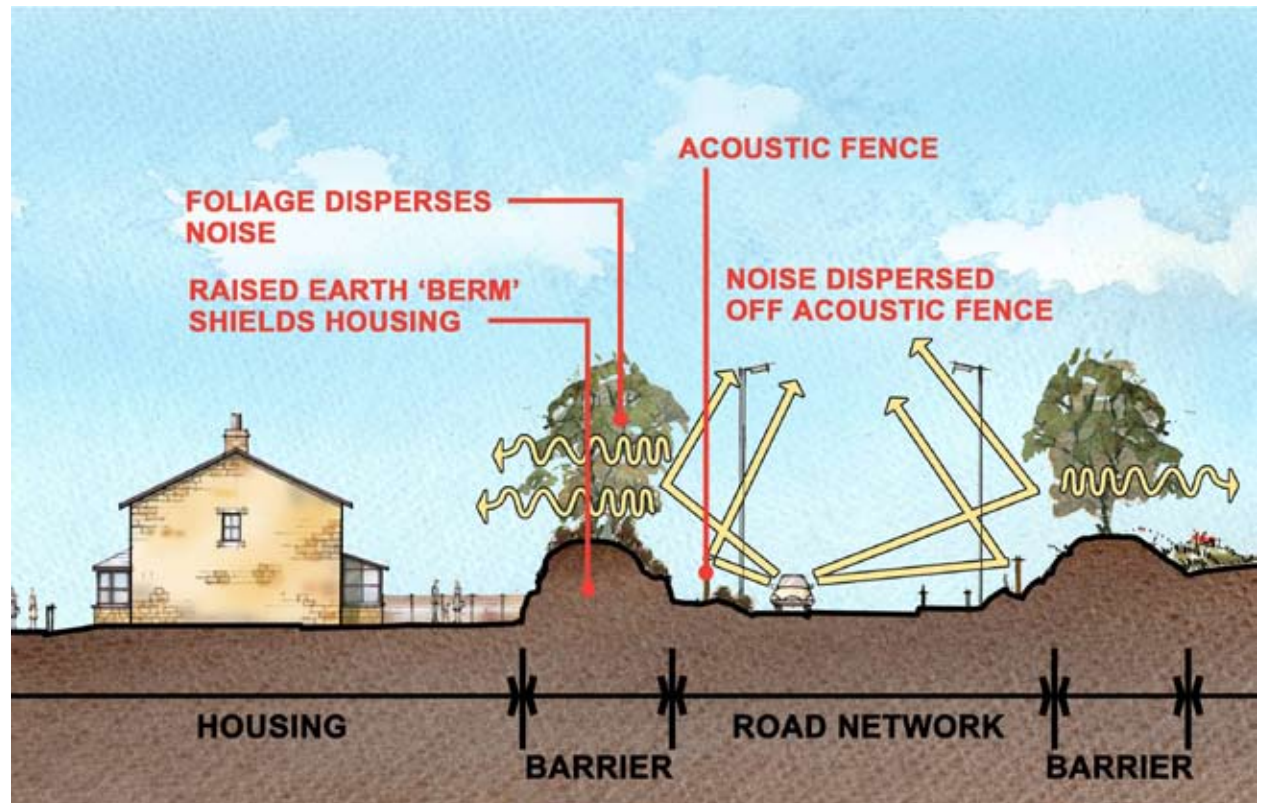 ACOUSTIC FENCE
FOLIAGE DISPERSES
NOISE
RAISED EARTH ‘BERM’
SHIELDS HOUSING
NOISE DISPERSED
OFF ACOUSTIC FENCE
HOUSING
BARRIER
ROAD NETWORK
BARRIER